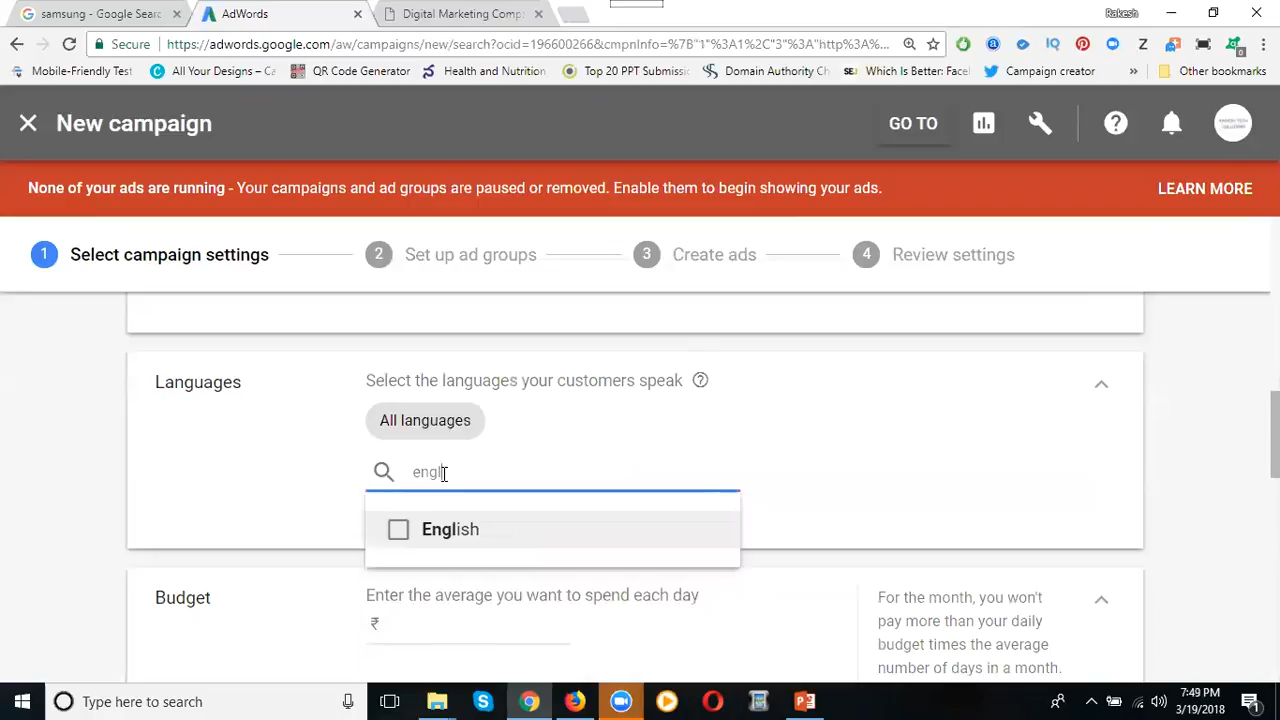 samsung - Google Searc
AdWords
Digital Marketing Comp
Rakesh
Secure
https://adwords.google.com/aw/campaigns/new/search?ocid=196600266&cmpnInfo=%7B"1"%3A1%2C"3"%3A"http%3A%...
Mobile-Friendly Test
All Your Designs – Ca
QR Code Generator
Health and Nutrition
Top 20 PPT Submissic
Domain Authority Ch
Which Is Better: Facel
Campaign creator
Other bookmarks
New campaign
GO TO
None of your ads are running - Your campaigns and ad groups are paused or removed. Enable them to begin showing your ads.
LEARN MORE
1 Select campaign settings
2 Set up ad groups
3 Create ads
4 Review settings
Languages
Select the languages your customers speak
All languages
engl
English
Budget
Enter the average you want to spend each day
₹
For the month, you won't
pay more than your daily
budget times the average
number of days in a month.
Type here to search
7:49 PM
3/19/2018